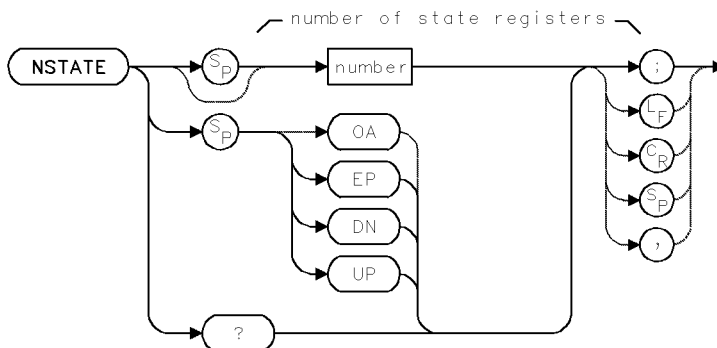 number of state registers
NSTATE
SP
number
;
LF
CR
SP
,
SP
OA
EP
DN
UP
?